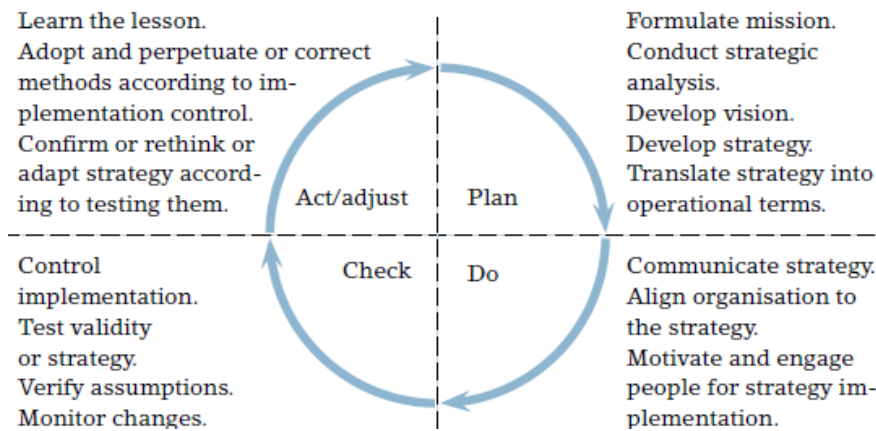 Learn the lesson.
Adopt and perpetuate or correct
methods according to im-
plementation control.
Confirm or rethink or
adapt strategy accord-
ing to testing them.
Act/adjust
Plan
Formulate mission.
Conduct strategic
analysis.
Develop vision.
Develop strategy.
Translate strategy into
operational terms.
Control
implementation.
Test validity
or strategy.
Verify assumptions.
Monitor changes.
Check
Do
Communicate strategy.
Align organisation to
the strategy.
Motivate and engage
people for strategy im-
plementation.